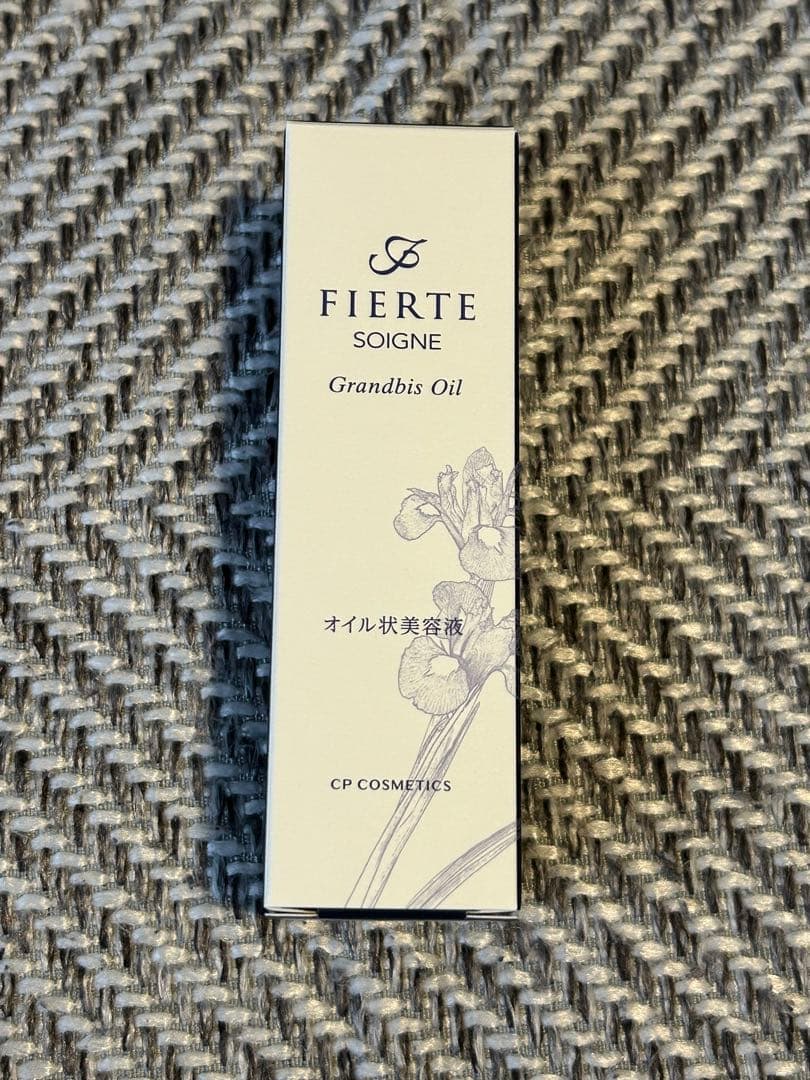 FIERTE
SOIGNE
Grandbis Oil
オイル状美容液
CP COSMETICS